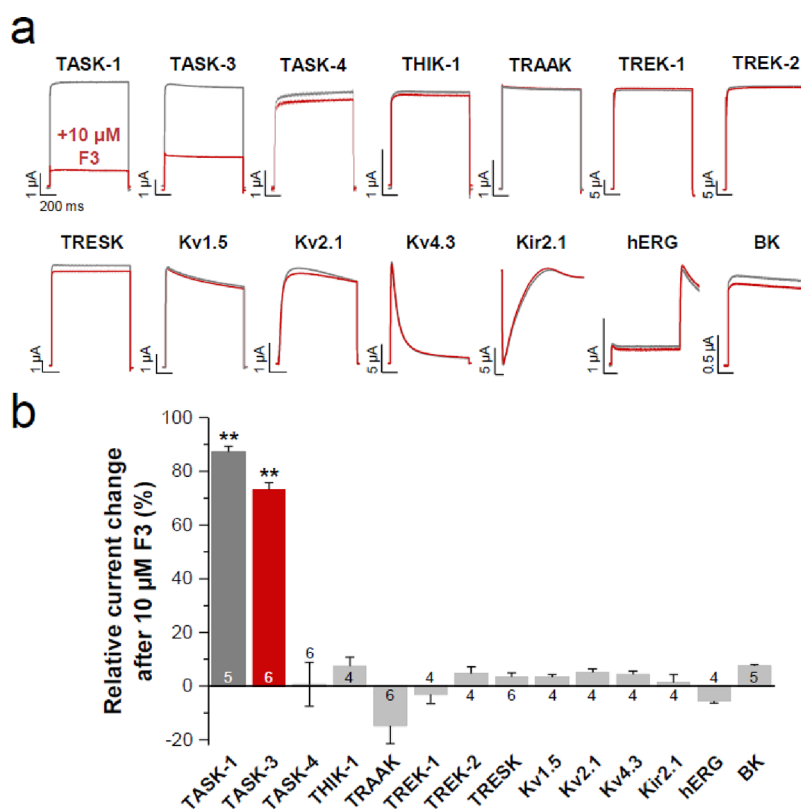 a
TASK-1 TASK-3 TASK-4 THIK-1 TRAAK TREK-1 TREK-2
+10 µM
F3
1 µA 1 µA 1 µA 1 µA 1 µA 5 µA 5 µA
200 ms
TRESK Kv1.5 Kv2.1 Kv4.3 Kir2.1 hERG BK
1 µA 1 µA 1 µA 5 µA 5 µA 1 µA 0.5 µA
b
Relative current change
after 10 µM F3 (%)
100
80
60
40
20
0
-20
** **
5 6 6 4 6 4 4 6 4 4 4 4 4 5
TASK-1 TASK-3 TASK-4 THIK-1 TRAAK TREK-1 TREK-2 TRESK Kv1.5 Kv2.1 Kv4.3 Kir2.1 hERG BK